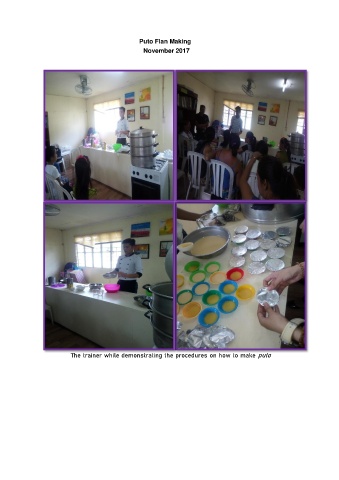 Puto Flan Making
November 2017
The trainer while demonstrating the procedures on how to make puto